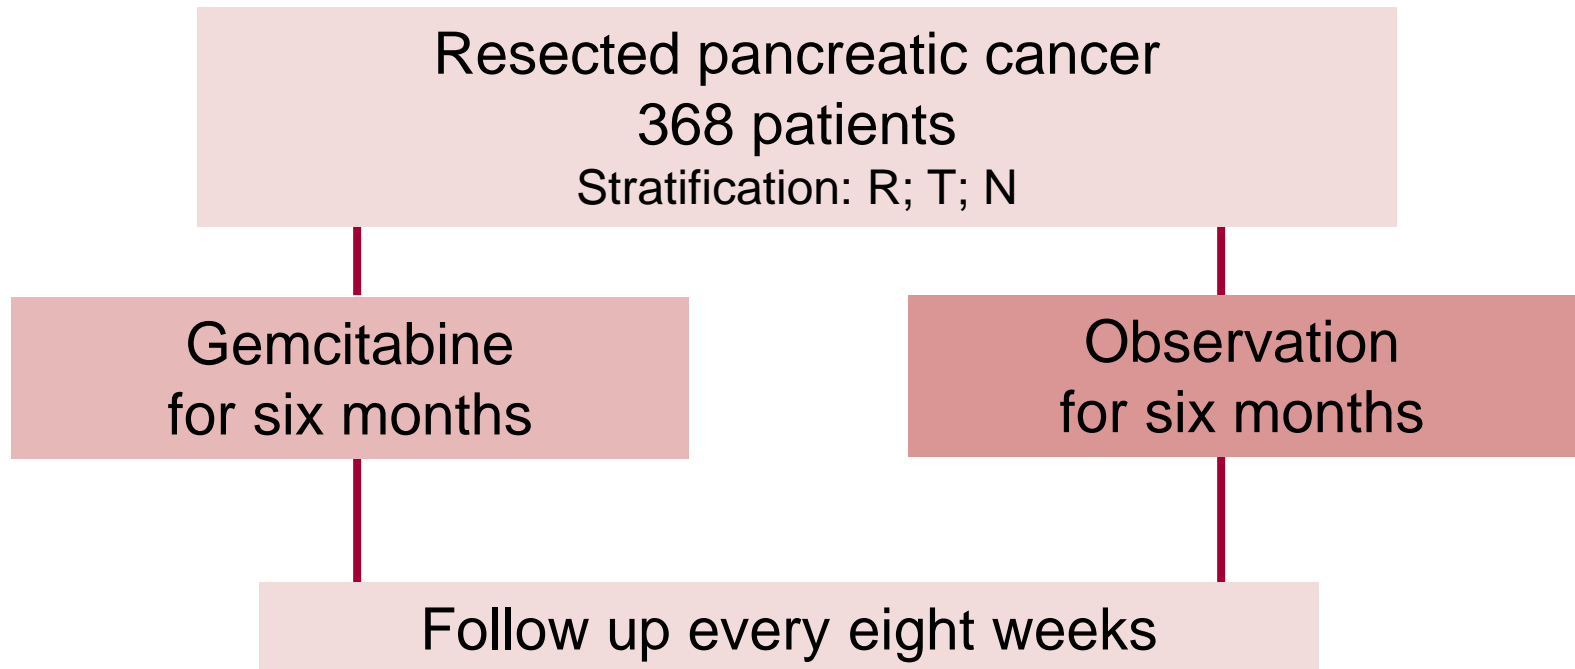 Resected pancreatic cancer
368 patients
Stratification: R; T; N
Gemcitabine
for six months
Observation
for six months
Follow up every eight weeks